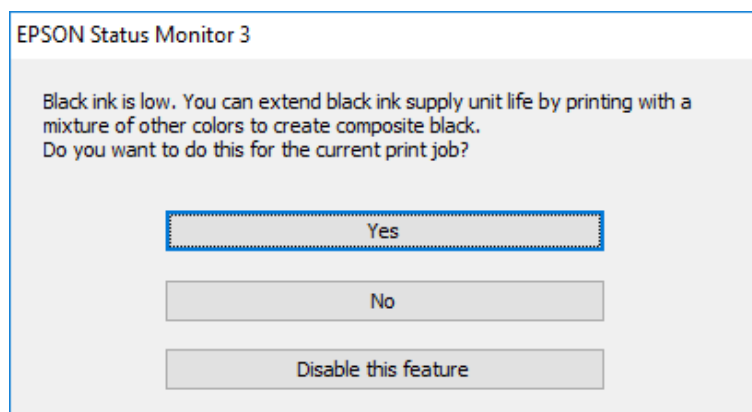 EPSON Status Monitor 3
Black ink is low. You can extend black ink supply unit life by printing with a
mixture of other colors to create composite black.
Do you want to do this for the current print job?
Yes
No
Disable this feature